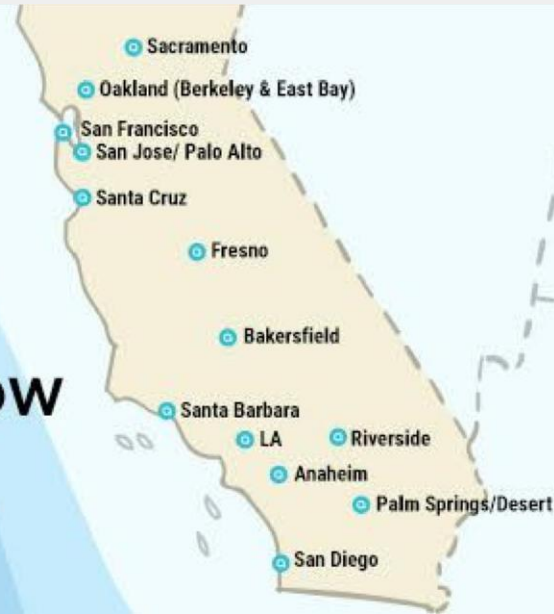 Sacramento
Oakland (Berkeley & East Bay)
San Francisco
San Jose/ Palo Alto
Santa Cruz
Fresno
Bakersfield
ow
Santa Barbara
LA
Riverside
Anaheim
Palm Springs/Desert
San Diego